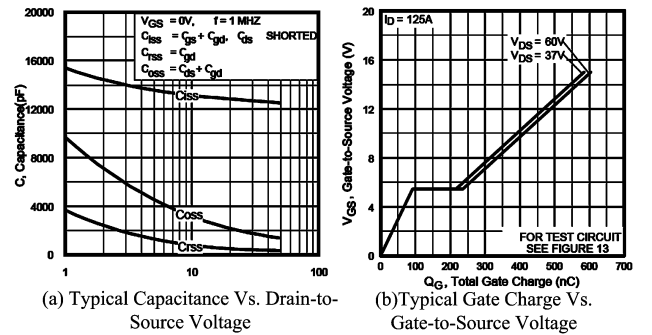 20000
16000
12000
8000
4000
0
C, Capacitance(pF)
VGS = 0V, f = 1 MHZ
Ciss = Cgs + Cgd, Cds SHORTED
Crss = Cgd
Coss = Cds + Cgd
Ciss
Coss
Crss
1 10 100
(a) Typical Capacitance Vs. Drain-to-
Source Voltage
20
16
12
8
4
0
VGS, Gate-to-Source Voltage (V)
ID = 125A
VDS = 60V
VDS = 37V
FOR TEST CIRCUIT
SEE FIGURE 13
0 100 200 300 400 500 600 700
QG, Total Gate Charge (nC)
(b)Typical Gate Charge Vs.
Gate-to-Source Voltage